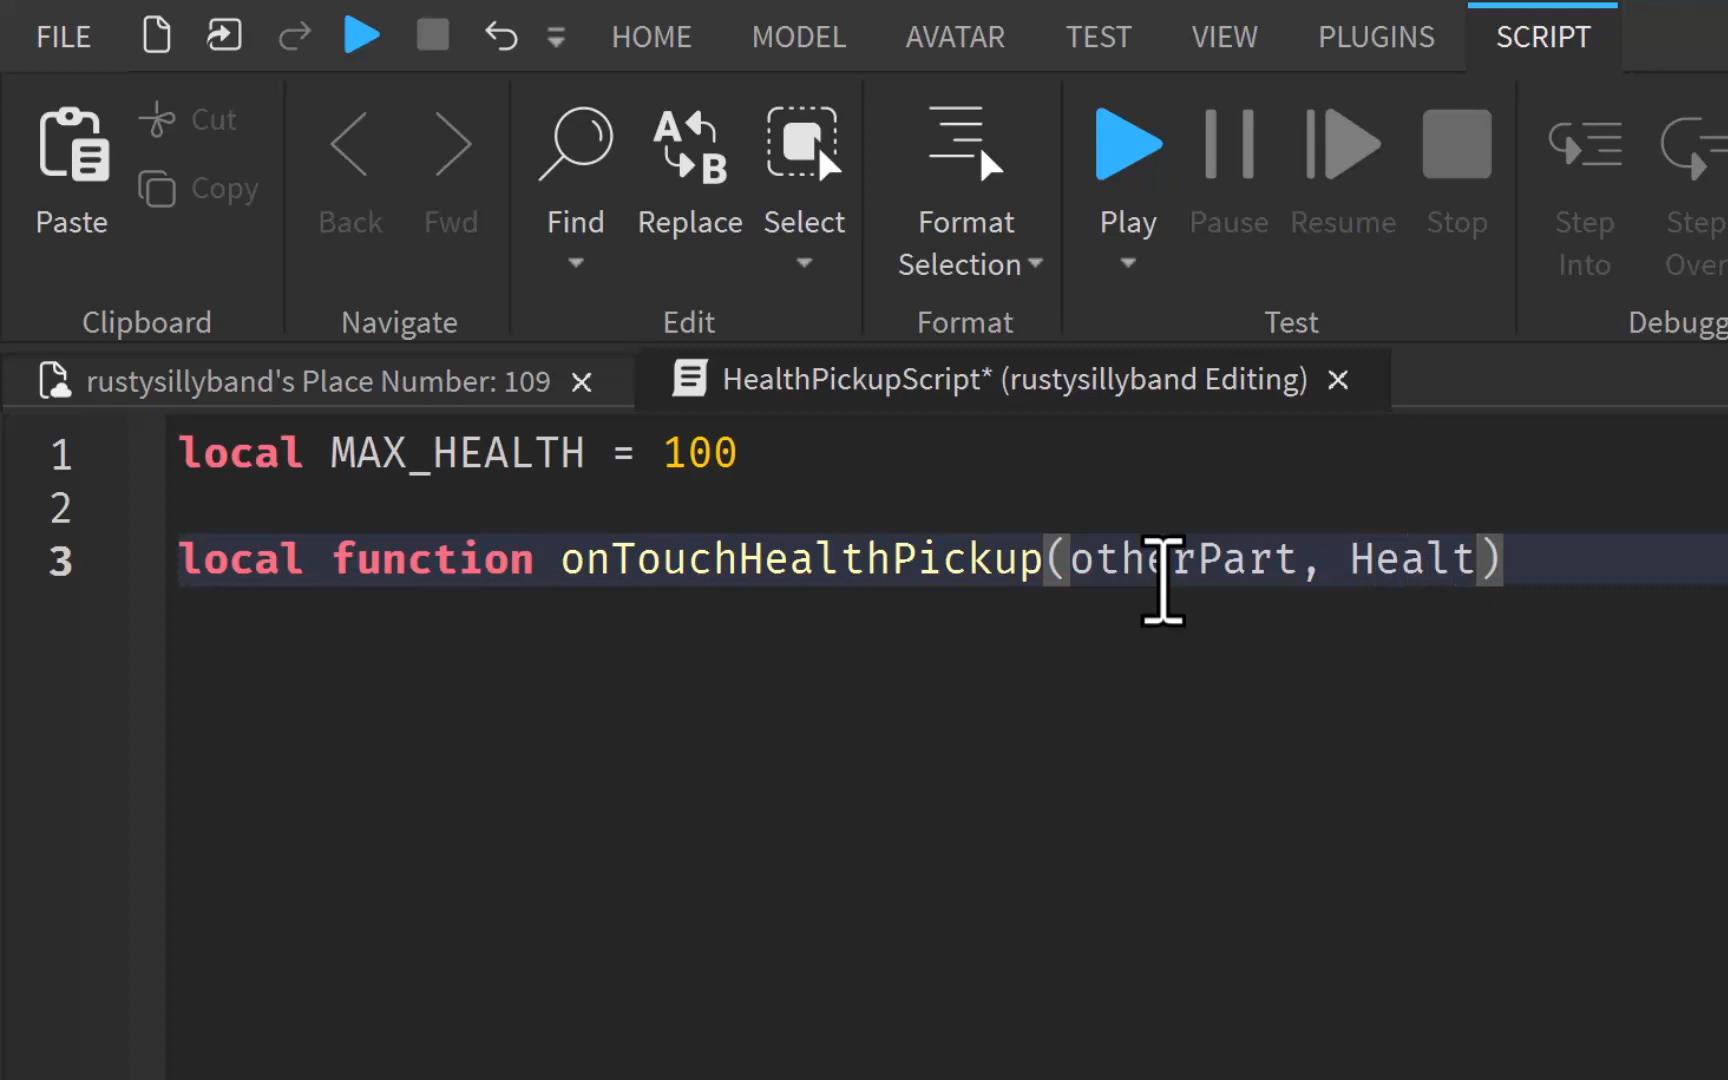 FILE HOME MODEL AVATAR TEST VIEW PLUGINS SCRIPT
Paste Cut Copy Back Fwd Find Replace Select Format Selection Play Pause Resume Stop Step Into Step Over
Clipboard Navigate Edit Format Test Debugg
rustysillyband's Place Number: 109 HealthPickupScript* (rustysillyband Editing)
1 local MAX_HEALTH = 100
2
3 local function onTouchHealthPickup(otherPart, Healt)